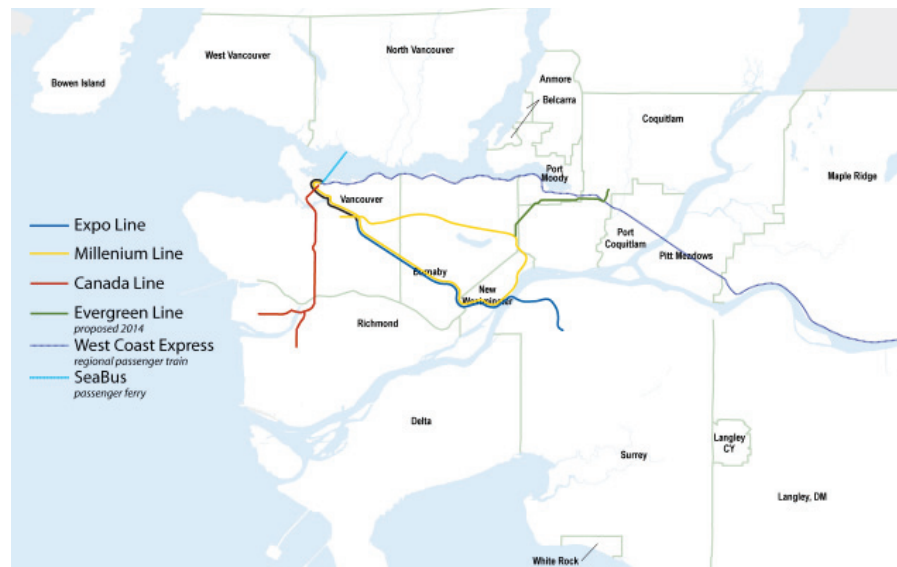 West Vancouver
North Vancouver
Bowen Island
Anmore
Belcarra
Coquitlam
Port
Moody
Maple Ridge
Vancouver
Port
Coquitlam
Pitt Meadows
Burnaby
New
Westminster
Richmond
Delta
Surrey
Langley
CY
Langley, DM
White Rock
Expo Line
Millenium Line
Canada Line
Evergreen Line
proposed 2014
West Coast Express
regional passenger train
SeaBus
passenger ferry